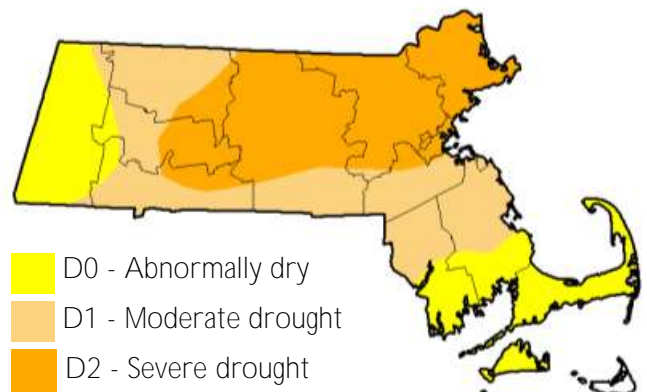 D0 - Abnormally dry
D1 - Moderate drought
D2 - Severe drought